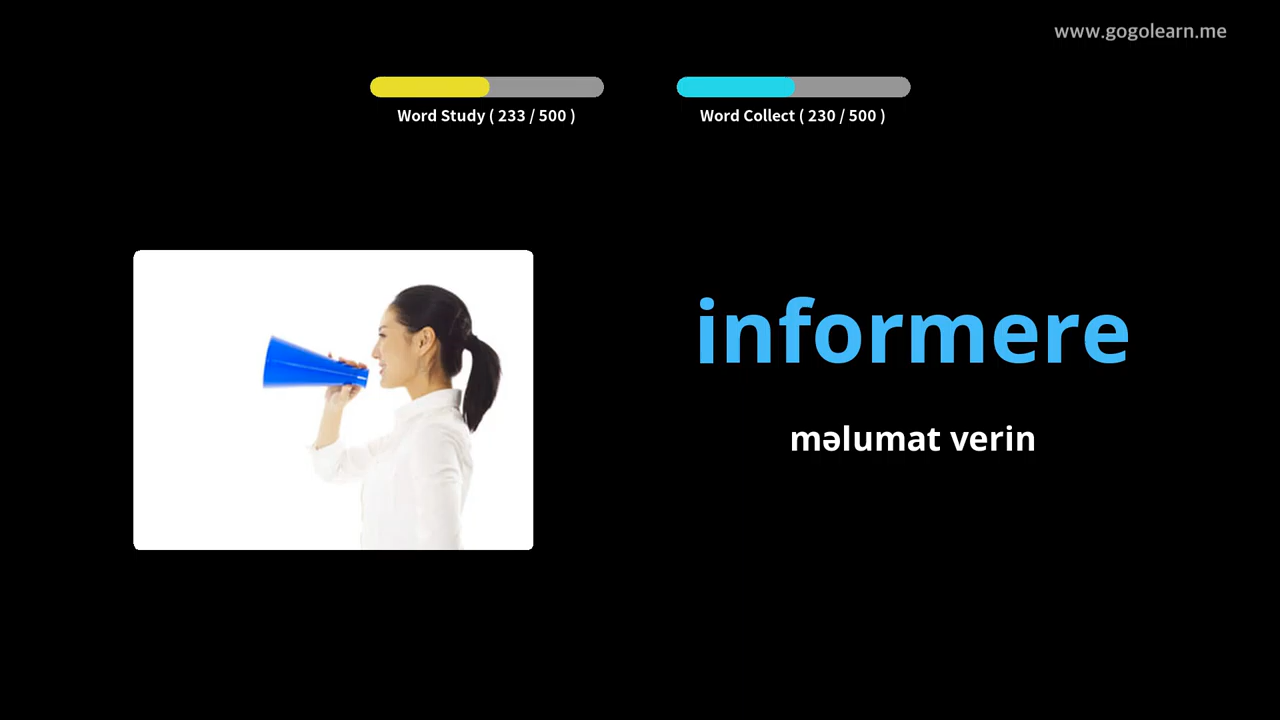 www.gogolearn.me
Word Study ( 233 / 500 )
Word Collect ( 230 / 500 )
informere
məlumat verin